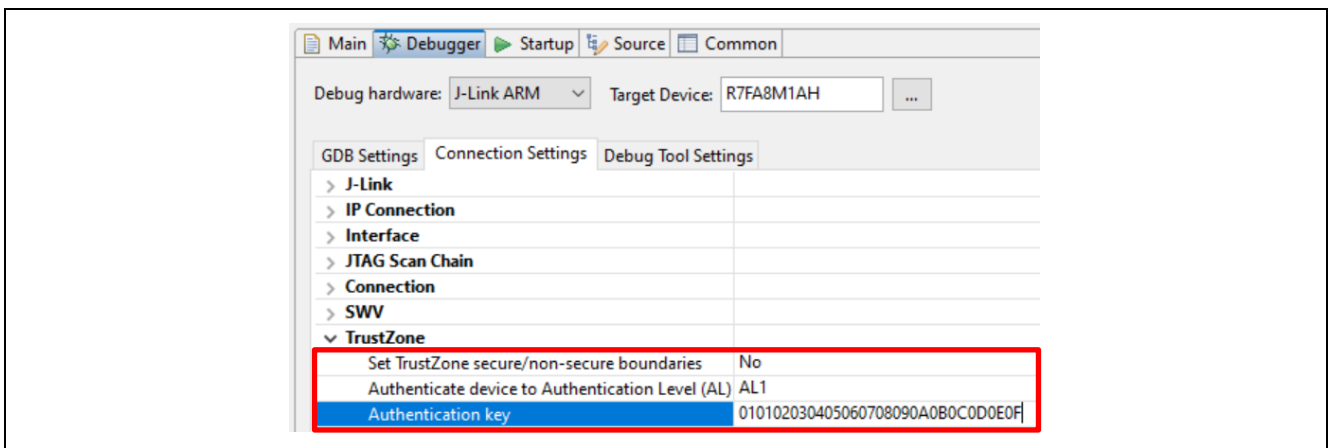 Main Debugger Startup Source Common
Debug hardware: J-Link ARM Target Device: R7FA8M1AH ...
GDB Settings Connection Settings Debug Tool Settings
J-Link
IP Connection
Interface
JTAG Scan Chain
Connection
SWV
TrustZone
Set TrustZone secure/non-secure boundaries No
Authenticate device to Authentication Level (AL) AL1
Authentication key 010102030405060708090A0B0C0D0E0F